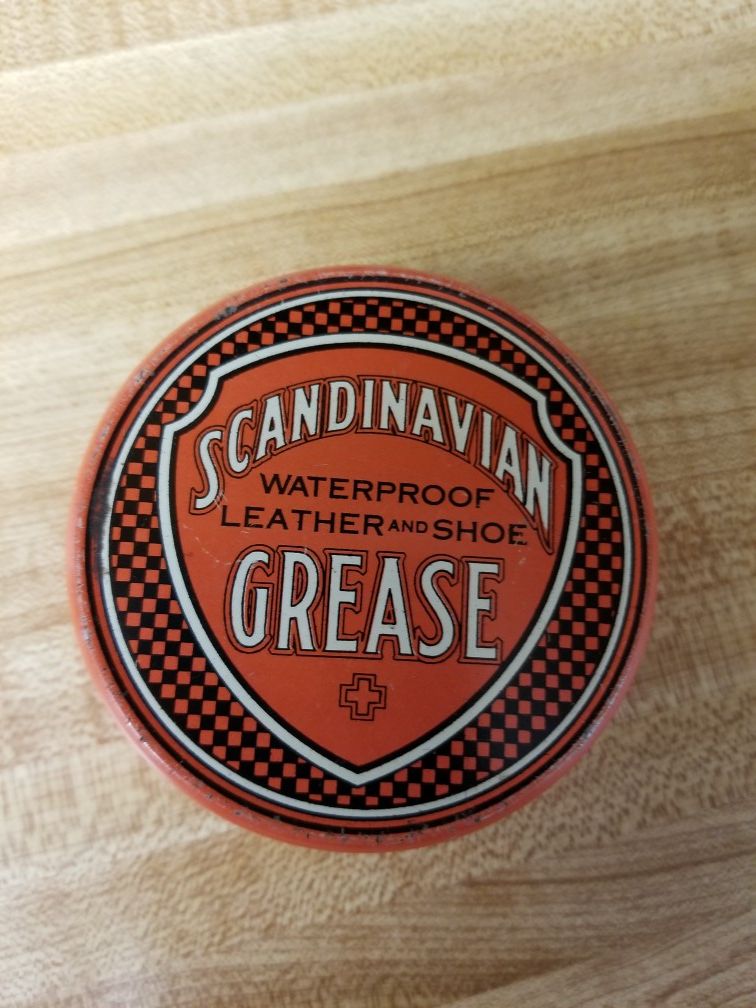 SCANDINAVIAN
WATERPROOF
LEATHER AND SHOE
GREASE